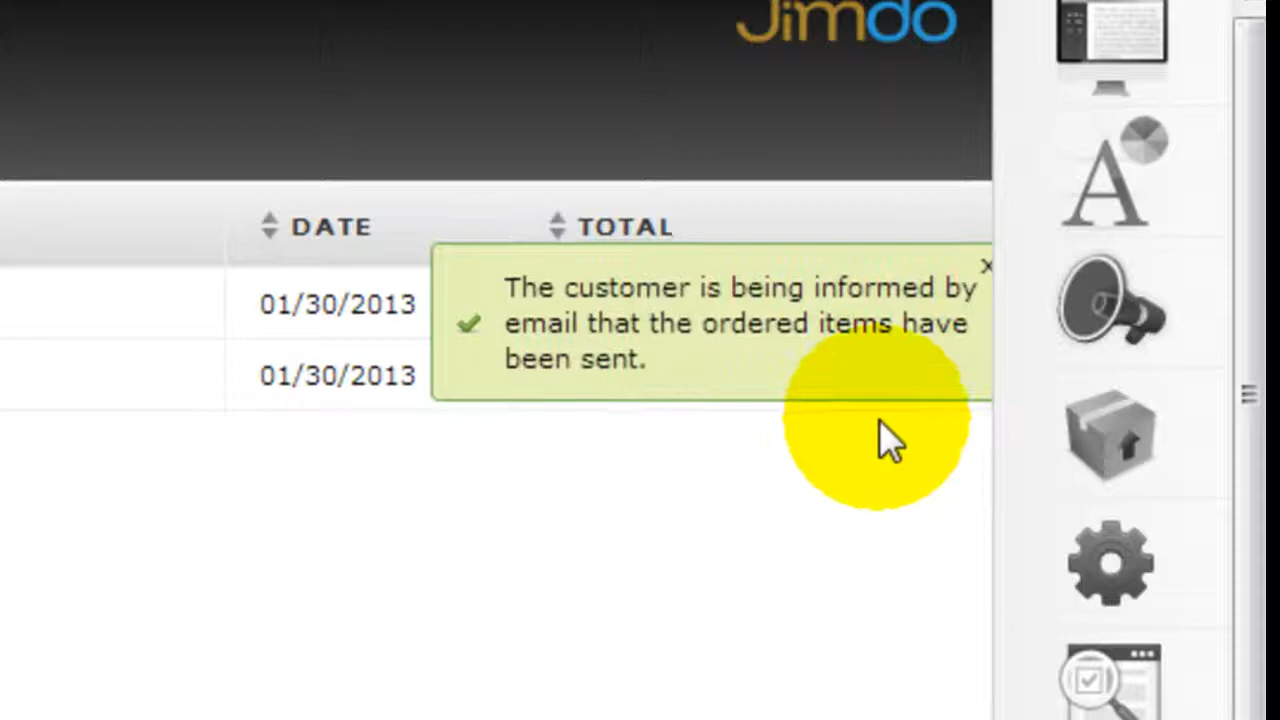 Jimdo
DATE
TOTAL
The customer is being informed by
email that the ordered items have
been sent.
01/30/2013
01/30/2013